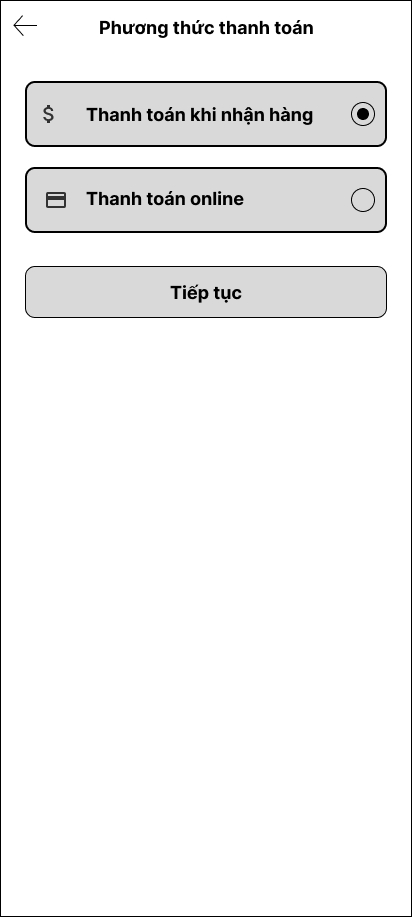 Phương thức thanh toán
Thanh toán khi nhận hàng
Thanh toán online
Tiếp tục